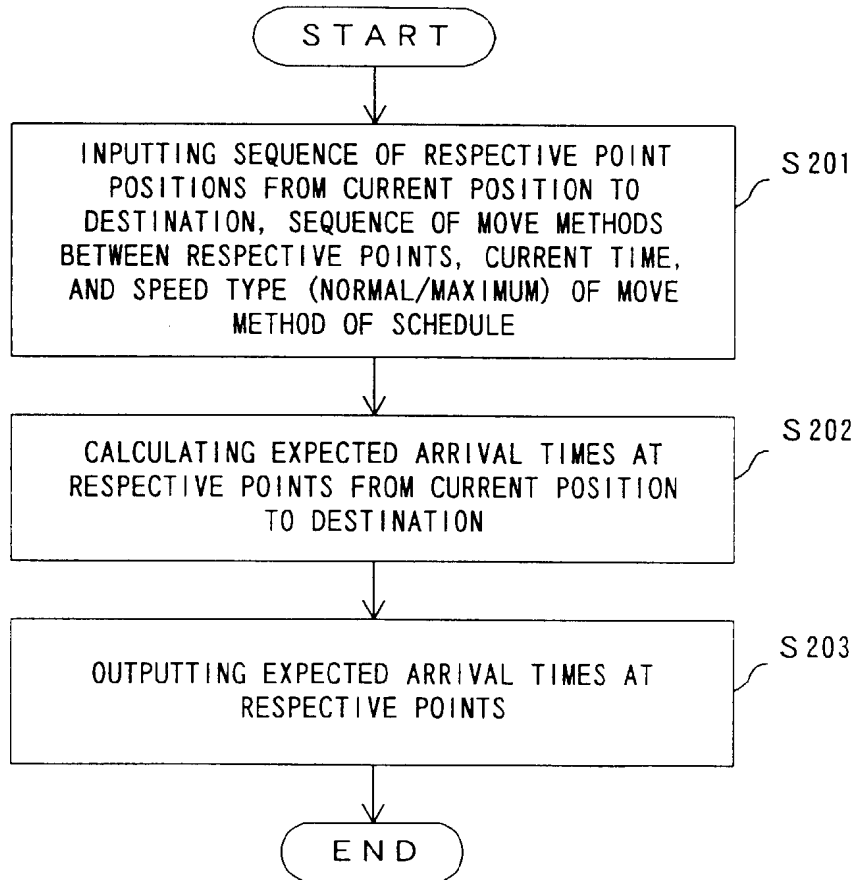 START
INPUTTING SEQUENCE OF RESPECTIVE POINT
POSITIONS FROM CURRENT POSITION TO
DESTINATION, SEQUENCE OF MOVE METHODS
BETWEEN RESPECTIVE POINTS, CURRENT TIME,
AND SPEED TYPE (NORMAL/MAXIMUM) OF MOVE
METHOD OF SCHEDULE
S201
CALCULATING EXPECTED ARRIVAL TIMES AT
RESPECTIVE POINTS FROM CURRENT POSITION
TO DESTINATION
S202
OUTPUTTING EXPECTED ARRIVAL TIMES AT
RESPECTIVE POINTS
S203
END